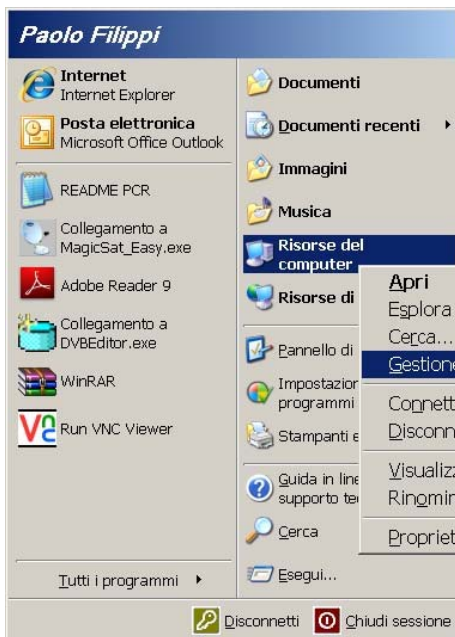 Paolo Filippi
Internet
Internet Explorer
Posta elettronica
Microsoft Office Outlook
README PCR
Collegamento a
MagicSat_Easy.exe
Adobe Reader 9
Collegamento a
DVBEditor.exe
WinRAR
Run VNC Viewer
Tutti i programmi
Documenti
Documenti recenti
Immagini
Musica
Risorse del
computer
Risorse di
Pannello di
Impostazior
programmi
Stampanti e
Guida in line
supporto te
Cerca
Esegui...
Apri
Esplora
Cerca...
Gestione
Connett
Disconn
Visualizz
Rinomin
Propriet
Disconnetti
Chiudi sessione